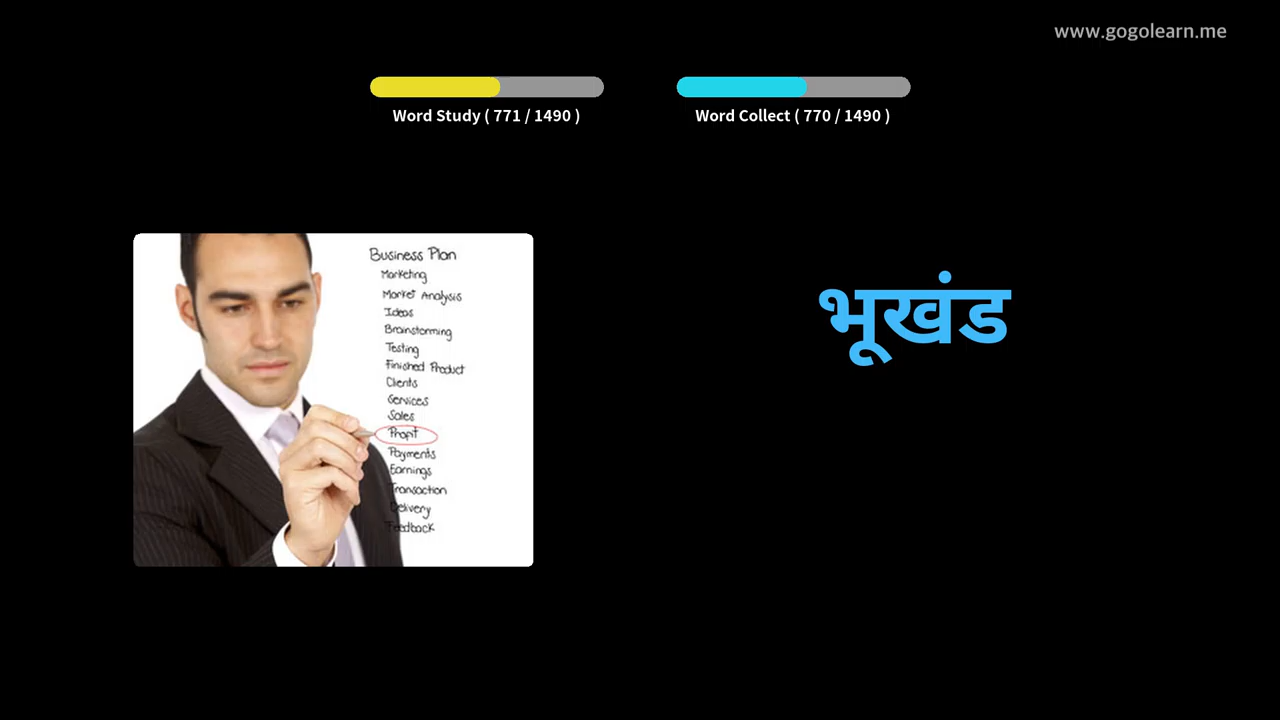 www.gogolearn.me
Word Study ( 771 / 1490 )
Word Collect ( 770 / 1490 )
Business Plan
Marketing
Market Analysis
Ideas
Brainstorming
Testing
Finished Product
Clients
Services
Sales
Profit
Payments
Earnings
Transaction
Delivery
Feedback
भूखंड